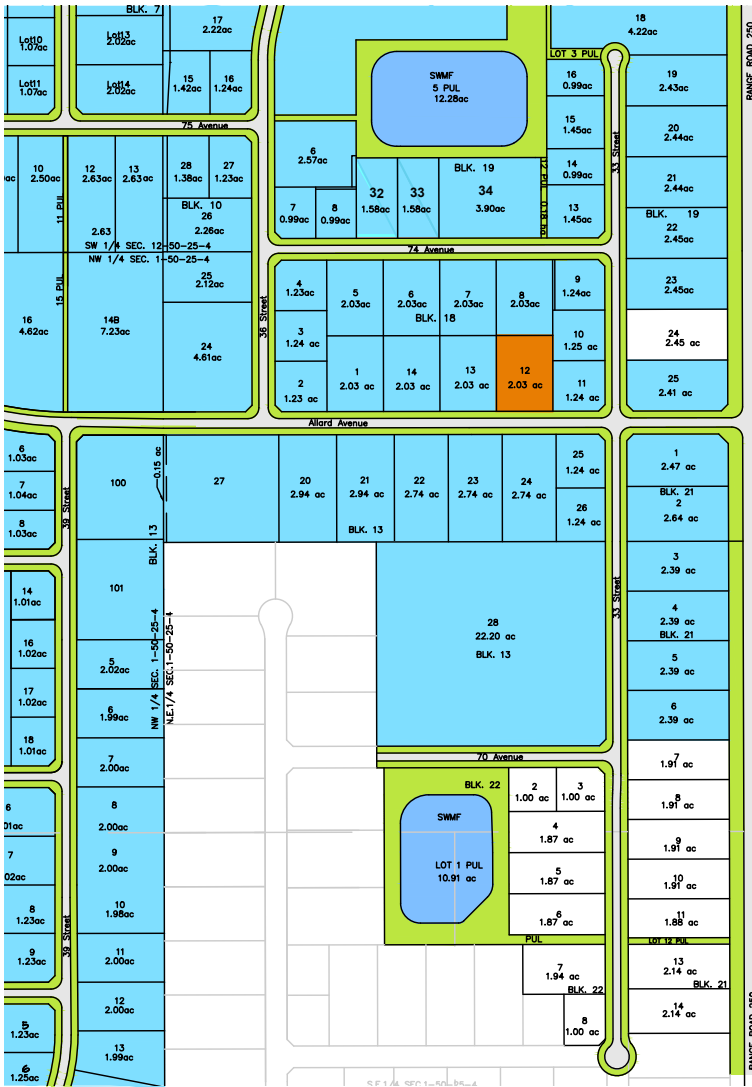 BLK. 7
Lot10
1.07ac
Lot13
2.02ac
17
2.22ac
18
4.22ac
RANGE ROAD 250
Lot11
1.07ac
Lot14
2.02ac
15
1.42ac
16
1.24ac
SWMF
5 PUL
12.28ac
LOT 3 PUL
16
0.99ac
19
2.43ac
75 Avenue
15
1.45ac
33 Street
20
2.44ac
6
2.57ac
BLK. 19
14
0.99ac
21
2.44ac
10
2.50ac
11 PUL
12
2.63ac
13
2.63ac
28
1.38ac
27
1.23ac
32
1.58ac
33
1.58ac
34
3.90ac
13
1.45ac
BLK. 19
22
2.45ac
BLK. 10
26
2.26ac
7
0.99ac
8
0.99ac
2.63
SW 1/4 SEC. 12-50-25-4
NW 1/4 SEC. 1-50-25-4
74 Avenue
15 PUL
25
2.12ac
36 Street
4
1.23ac
5
2.03ac
6
2.03ac
7
2.03ac
8
2.03ac
9
1.24ac
23
2.45ac
BLK. 18
16
4.62ac
14B
7.23ac
24
4.61ac
3
1.24 ac
10
1.25 ac
24
2.45 ac
2
1.23 ac
1
2.03 ac
14
2.03 ac
13
2.03 ac
12
2.03 ac
11
1.24 ac
25
2.41 ac
Allard Avenue
6
1.03ac
7
1.04ac
8
1.03ac
39 Street
100
0.15 ac
27
20
2.94 ac
21
2.94 ac
22
2.74 ac
23
2.74 ac
24
2.74 ac
25
1.24 ac
26
1.24 ac
1
2.47 ac
BLK. 21
2
2.64 ac
BLK. 13
BLK. 13
14
1.01ac
101
NW 1/4 SEC. 1-50-25-4
N.E.1/4 SEC.1-50-25-4
33 Street
3
2.39 ac
16
1.02ac
28
22.20 ac
BLK. 13
4
2.39 ac
BLK. 21
17
1.02ac
5
2.02ac
5
2.39 ac
18
1.01ac
6
1.99ac
6
2.39 ac
7
2.00ac
70 Avenue
7
1.91 ac
6
01ac
8
2.00ac
BLK. 22
2
1.00 ac
3
1.00 ac
8
1.91 ac
SWMF
4
1.87 ac
9
1.91 ac
7
02ac
9
2.00ac
LOT 1 PUL
10.91 ac
5
1.87 ac
10
1.91 ac
8
1.23ac
10
1.98ac
6
1.87 ac
11
1.88 ac
39 Street
PUL
LOT 12 PUL
9
1.23ac
11
2.00ac
7
1.94 ac
BLK. 22
13
2.14 ac
BLK. 21
5
1.23ac
12
2.00ac
8
1.00 ac
14
2.14 ac
6
1.25ac
13
1.99ac
S.E.1/4 SEC.1-50-25-4
RANGE ROAD 250